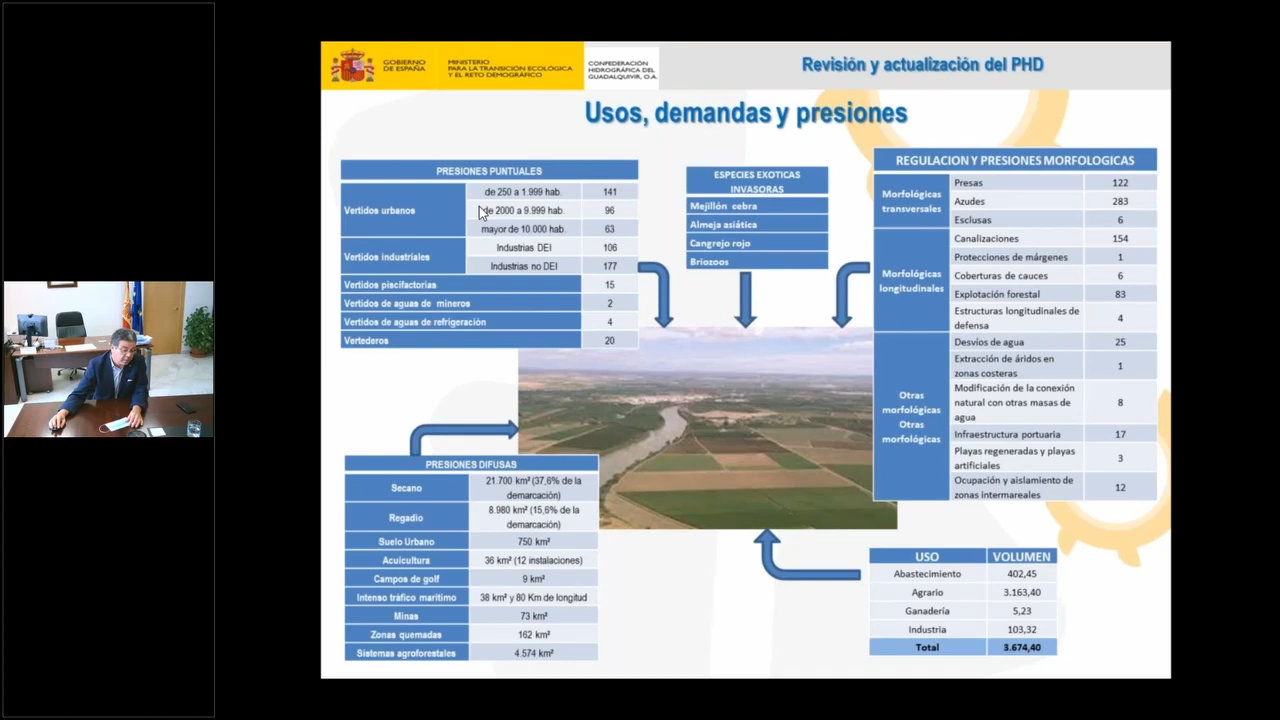 GOBIERNO
DE ESPAÑA
MINISTERIO
PARA LA TRANSICIÓN ECOLÓGICA
Y EL RETO DEMOGRÁFICO
CONFEDERACIÓN
HIDROGRÁFICA DEL
GUADALQUIVIR, O.A.
Revisión y actualización del PHD
Usos, demandas y presiones
PRESIONES PUNTUALES
Vertidos urbanos
de 250 a 1.999 hab. 141
de 2000 a 9.999 hab. 96
mayor de 10.000 hab. 63
Vertidos industriales
Industrias DEI 106
Industrias no DEI 177
Vertidos piscifactorias 15
Vertidos de aguas de mineros 2
Vertidos de aguas de refrigeración 4
Vertederos 20
ESPECIES EXOTICAS
INVASORAS
Mejillón cebra
Almeja asiática
Cangrejo rojo
Briozoos
REGULACION Y PRESIONES MORFOLOGICAS
Morfológicas
transversales
Presas 122
Azudes 283
Esclusas 6
Morfológicas
longitudinales
Canalizaciones 154
Protecciones de márgenes 1
Coberturas de cauces 6
Explotación forestal 83
Estructuras longitudinales de
defensa 4
Otras
morfológicas
Otras
morfológicas
Desvíos de agua 25
Extracción de áridos en
zonas costeras 1
Modificación de la conexión
natural con otras masas de
agua 8
Infraestructura portuaria 17
Playas regeneradas y playas
artificiales 3
Ocupación y aislamiento de
zonas intermareales 12
PRESIONES DIFUSAS
Secano 21.700 km² (37,6% de la
demarcación)
Regadio 8.980 km² (15,6% de la
demarcación)
Suelo Urbano 750 km²
Acuicultura 36 km² (12 instalaciones)
Campos de golf 9 km²
Intenso tráfico marítimo 38 km² y 80 Km de longitud
Minas 73 km²
Zonas quemadas 162 km²
Sistemas agroforestales 4.574 km²
USO VOLUMEN
Abastecimiento 402,45
Agrario 3.163,40
Ganadería 5,23
Industria 103,32
Total 3.674,40